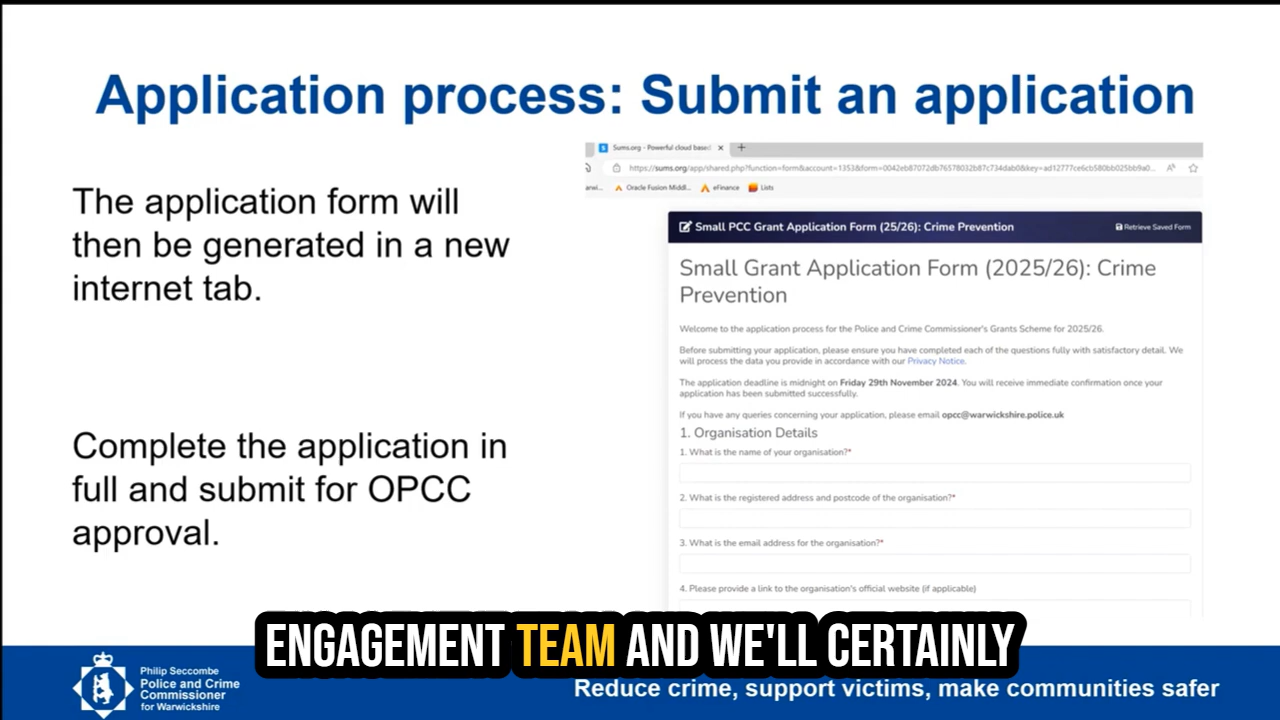 Application process: Submit an application
The application form will
then be generated in a new
internet tab.
Complete the application in
full and submit for OPCC
approval.
Sums.org - Powerful cloud based
Oracle Fusion Middl... eFinance Lists
Small PCC Grant Application Form (25/26): Crime Prevention Retrieve Saved Form
Small Grant Application Form (2025/26): Crime
Prevention
Welcome to the application process for the Police and Crime Commissioner's Grants Scheme for 2025/26.
Before submitting your application, please ensure you have completed each of the questions fully with satisfactory detail. We
will process the data you provide in accordance with our Privacy Notice.
The application deadline is midnight on Friday 29th November 2024. You will receive immediate confirmation once your
application has been submitted successfully.
If you have any queries concerning your application, please email opcc@warwickshire.police.uk
1. Organisation Details
1. What is the name of your organisation?*
2. What is the registered address and postcode of the organisation?*
3. What is the email address for the organisation?*
4. Please provide a link to the organisation's official website (if applicable)
ENGAGEMENT TEAM AND WE'LL CERTAINLY
Philip Seccombe
Police and Crime
Commissioner
for Warwickshire
Reduce crime, support victims, make communities safer